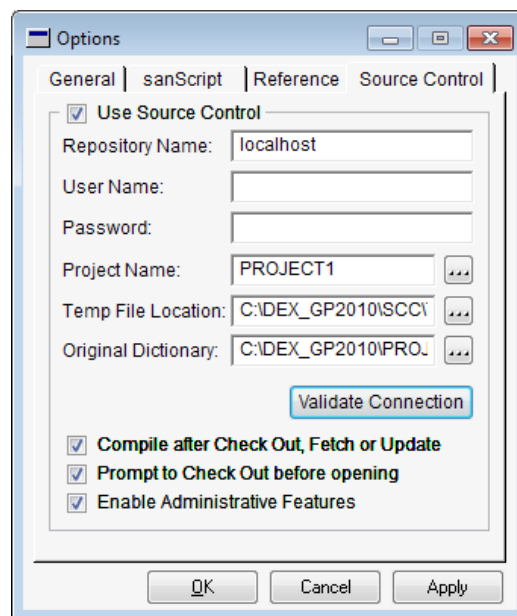 Options
General sanScript Reference Source Control
Use Source Control
Repository Name: localhost
User Name:
Password:
Project Name: PROJECT1 ...
Temp File Location: C:\DEX_GP2010\SCC\ ...
Original Dictionary: C:\DEX_GP2010\PROJ ...
Validate Connection
Compile after Check Out, Fetch or Update
Prompt to Check Out before opening
Enable Administrative Features
OK Cancel Apply